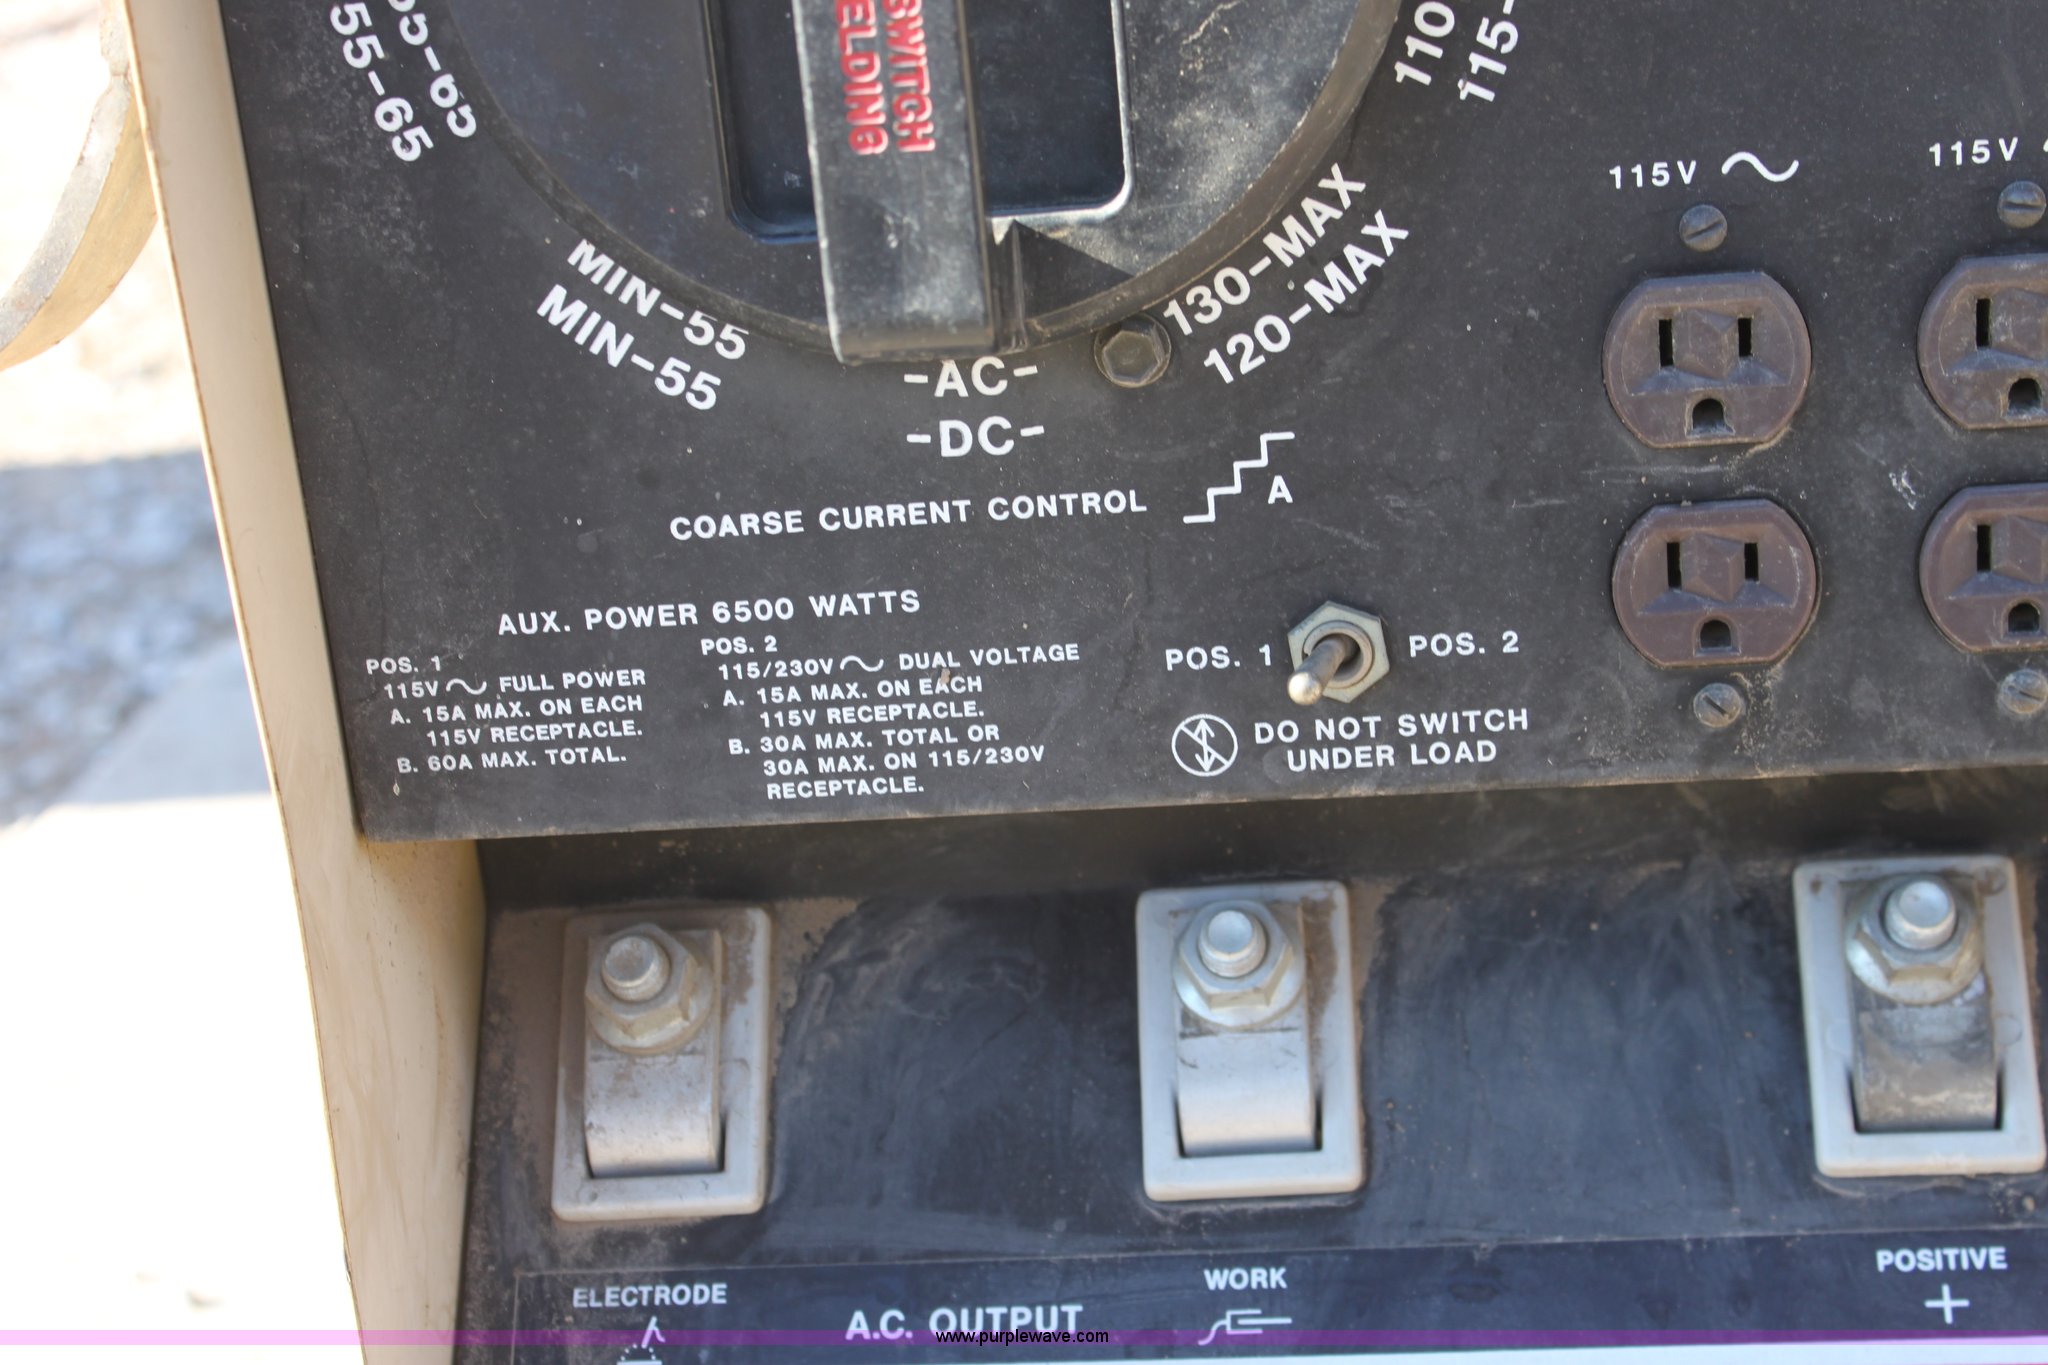 SWITCH
ELDING
55-65
55-65
MIN-55
MIN-55
-AC-
-DC-
130-MAX
120-MAX
110
115-
115V
115V
COARSE CURRENT CONTROL
A
AUX. POWER 6500 WATTS
POS. 1
115V FULL POWER
A. 15A MAX. ON EACH
115V RECEPTACLE.
B. 60A MAX. TOTAL.
POS. 2
115/230V DUAL VOLTAGE
A. 15A MAX. ON EACH
115V RECEPTACLE.
B. 30A MAX. TOTAL OR
30A MAX. ON 115/230V
RECEPTACLE.
POS. 1
POS. 2
DO NOT SWITCH
UNDER LOAD
ELECTRODE
A.C. OUTPUT
WORK
POSITIVE
+
www.purplewave.com